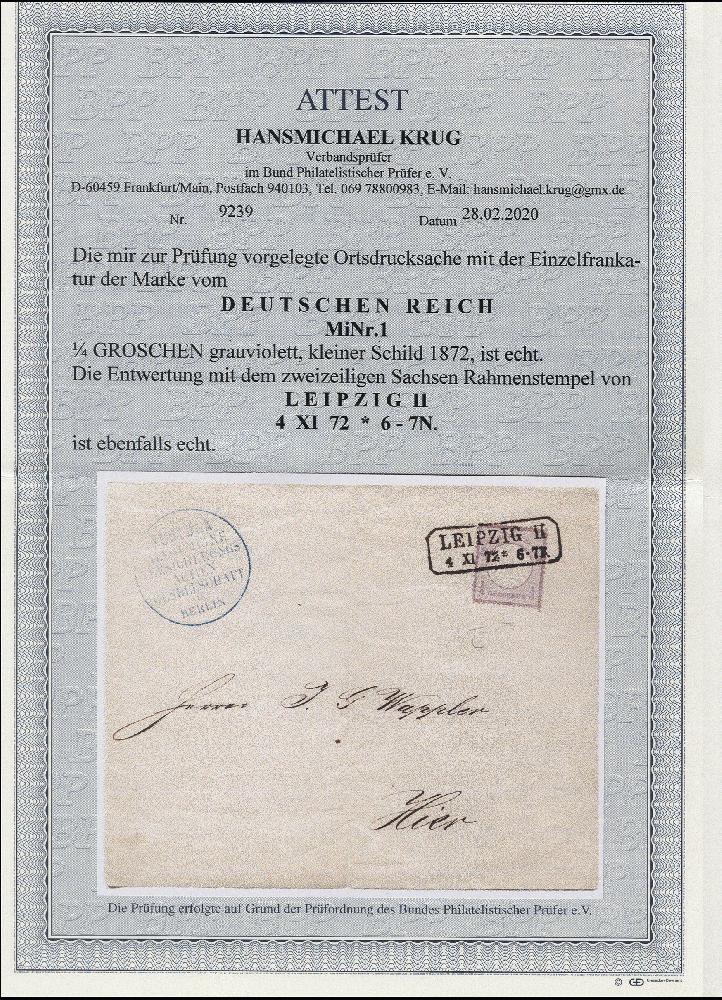 ATTEST
HANSMICHAEL KRUG
Verbandsprüfer
im Bund Philatelistischer Prüfer e. V.
D-60459 Frankfurt/Main, Postfach 940103, Tel. 069 78800983, E-Mail: hansmichael.krug@gmx.de
Nr. 9239 Datum 28.02.2020
Die mir zur Prüfung vorgelegte Ortsdrucksache mit der Einzelfranka-
tur der Marke vom
DEUTSCHEN REICH
MiNr.1
¼ GROSCHEN grauviolett, kleiner Schild 1872, ist echt.
Die Entwertung mit dem zweizeiligen Sachsen Rahmenstempel von
LEIPZIG II
4 XI 72 * 6 - 7N.
ist ebenfalls echt.
LEIPZIG II
4 XI 72 * 6-7N
BERLIN
Herrn J. G Wappler
Hier
Die Prüfung erfolgte auf Grund der Prüfordnung des Bundes Philatelistischer Prüfer e.V.